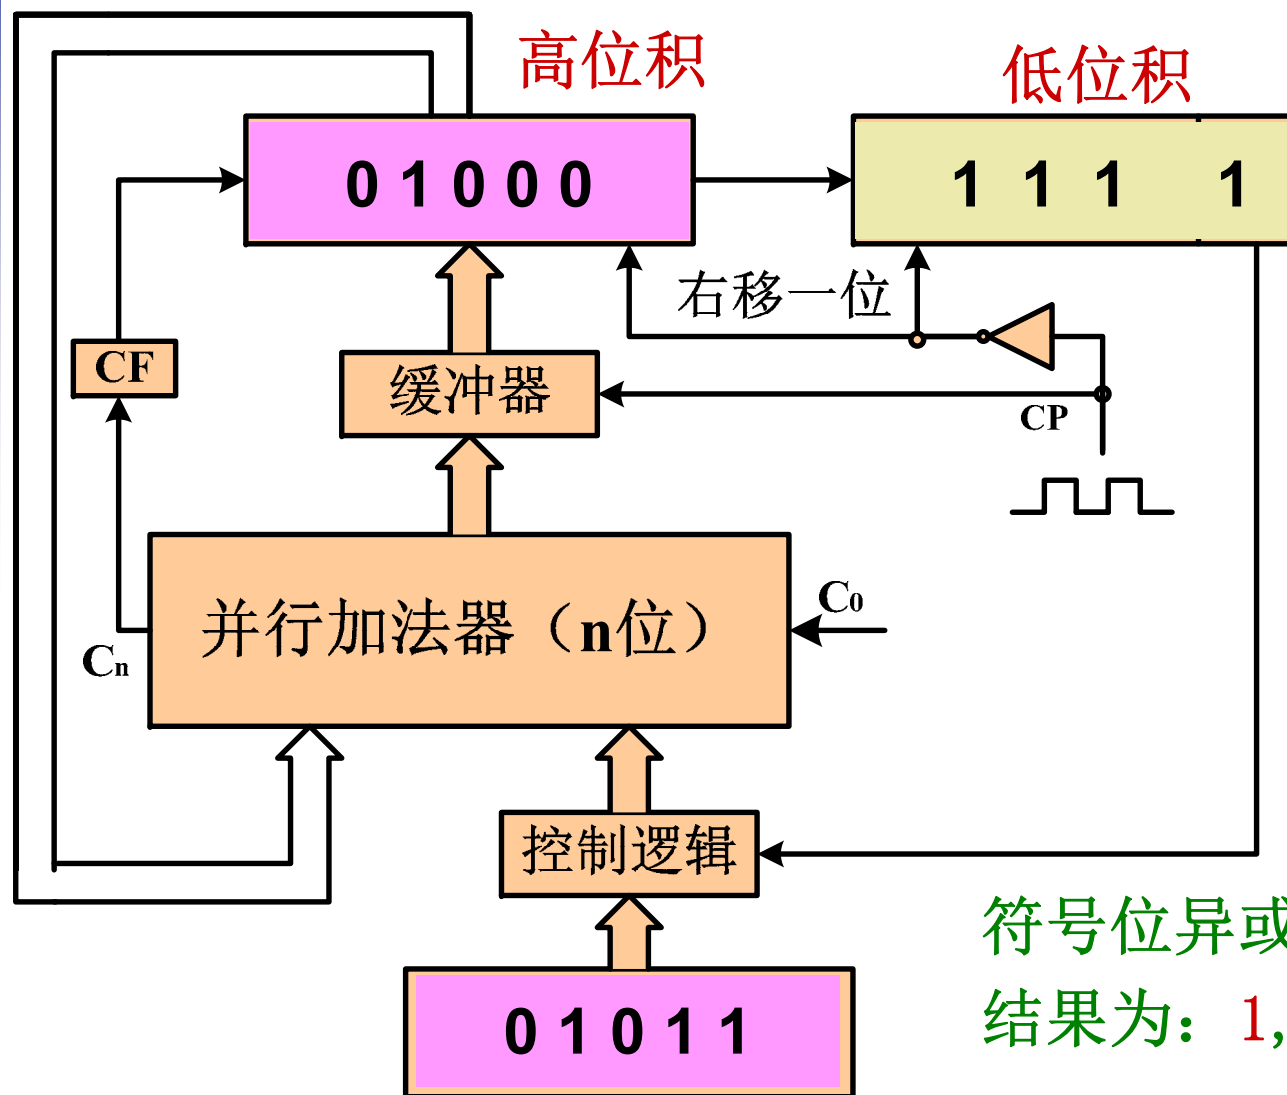 高位积
低位积
0 1 0 0 0
1 1 1 1
右移一位
CF
缓冲器
CP
并行加法器（n位）
C0
Cn
控制逻辑
符号位异或
结果为：1,
0 1 0 1 1